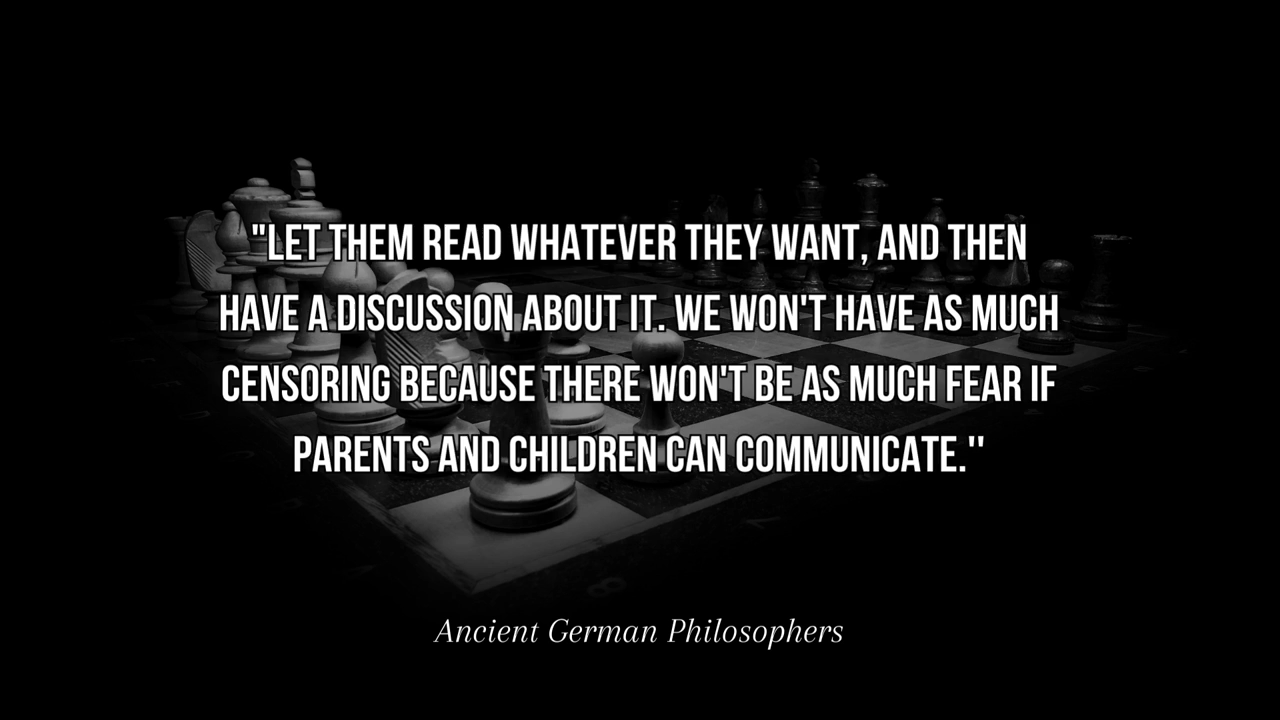 "LET THEM READ WHATEVER THEY WANT, AND THEN
HAVE A DISCUSSION ABOUT IT. WE WON'T HAVE AS MUCH
CENSORING BECAUSE THERE WON'T BE AS MUCH FEAR IF
PARENTS AND CHILDREN CAN COMMUNICATE."
Ancient German Philosophers